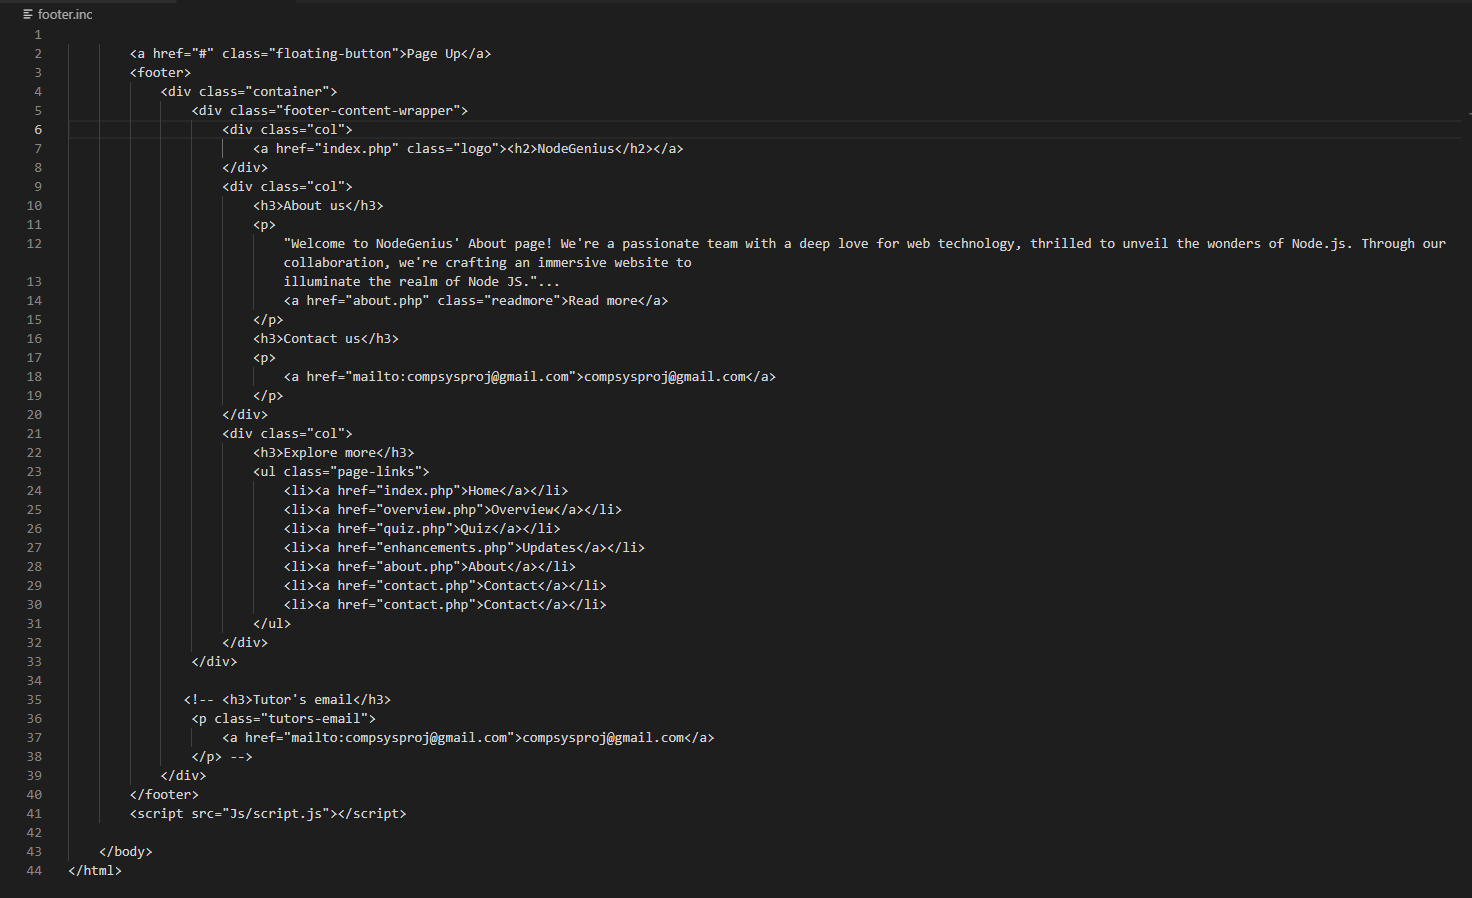 footer.inc
1
2 <a href="#" class="floating-button">Page Up</a>
3 <footer>
4 <div class="container">
5 <div class="footer-content-wrapper">
6 <div class="col">
7 <a href="index.php" class="logo"><h2>NodeGenius</h2></a>
8 </div>
9 <div class="col">
10 <h3>About us</h3>
11 <p>
12 "Welcome to NodeGenius' About page! We're a passionate team with a deep love for web technology, thrilled to unveil the wonders of Node.js. Through our
collaboration, we're crafting an immersive website to
13 illuminate the realm of Node JS."...
14 <a href="about.php" class="readmore">Read more</a>
15 </p>
16 <h3>Contact us</h3>
17 <p>
18 <a href="mailto:compsysproj@gmail.com">compsysproj@gmail.com</a>
19 </p>
20 </div>
21 <div class="col">
22 <h3>Explore more</h3>
23 <ul class="page-links">
24 <li><a href="index.php">Home</a></li>
25 <li><a href="overview.php">Overview</a></li>
26 <li><a href="quiz.php">Quiz</a></li>
27 <li><a href="enhancements.php">Updates</a></li>
28 <li><a href="about.php">About</a></li>
29 <li><a href="contact.php">Contact</a></li>
30 <li><a href="contact.php">Contact</a></li>
31 </ul>
32 </div>
33 </div>
34
35 <!-- <h3>Tutor's email</h3>
36 <p class="tutors-email">
37 <a href="mailto:compsysproj@gmail.com">compsysproj@gmail.com</a>
38 </p> -->
39 </div>
40 </footer>
41 <script src="Js/script.js"></script>
42
43 </body>
44 </html>